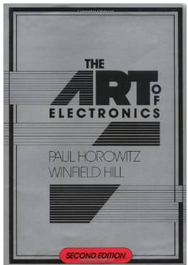 THE
ART OF
ELECTRONICS
PAUL HOROWITZ
WINFIELD HILL
SECOND EDITION